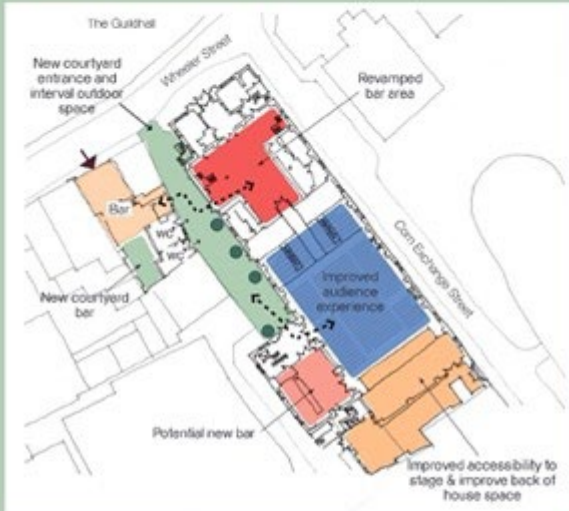 The Guildhall
Wheeler Street
New courtyard
entrance and
interval outdoor
space
Revamped
bar area
Bar
WC
WC
New courtyard
bar
Corn Exchange Street
Improved
audience
experience
Potential new bar
Improved accessibility to
stage & improve back of
house space